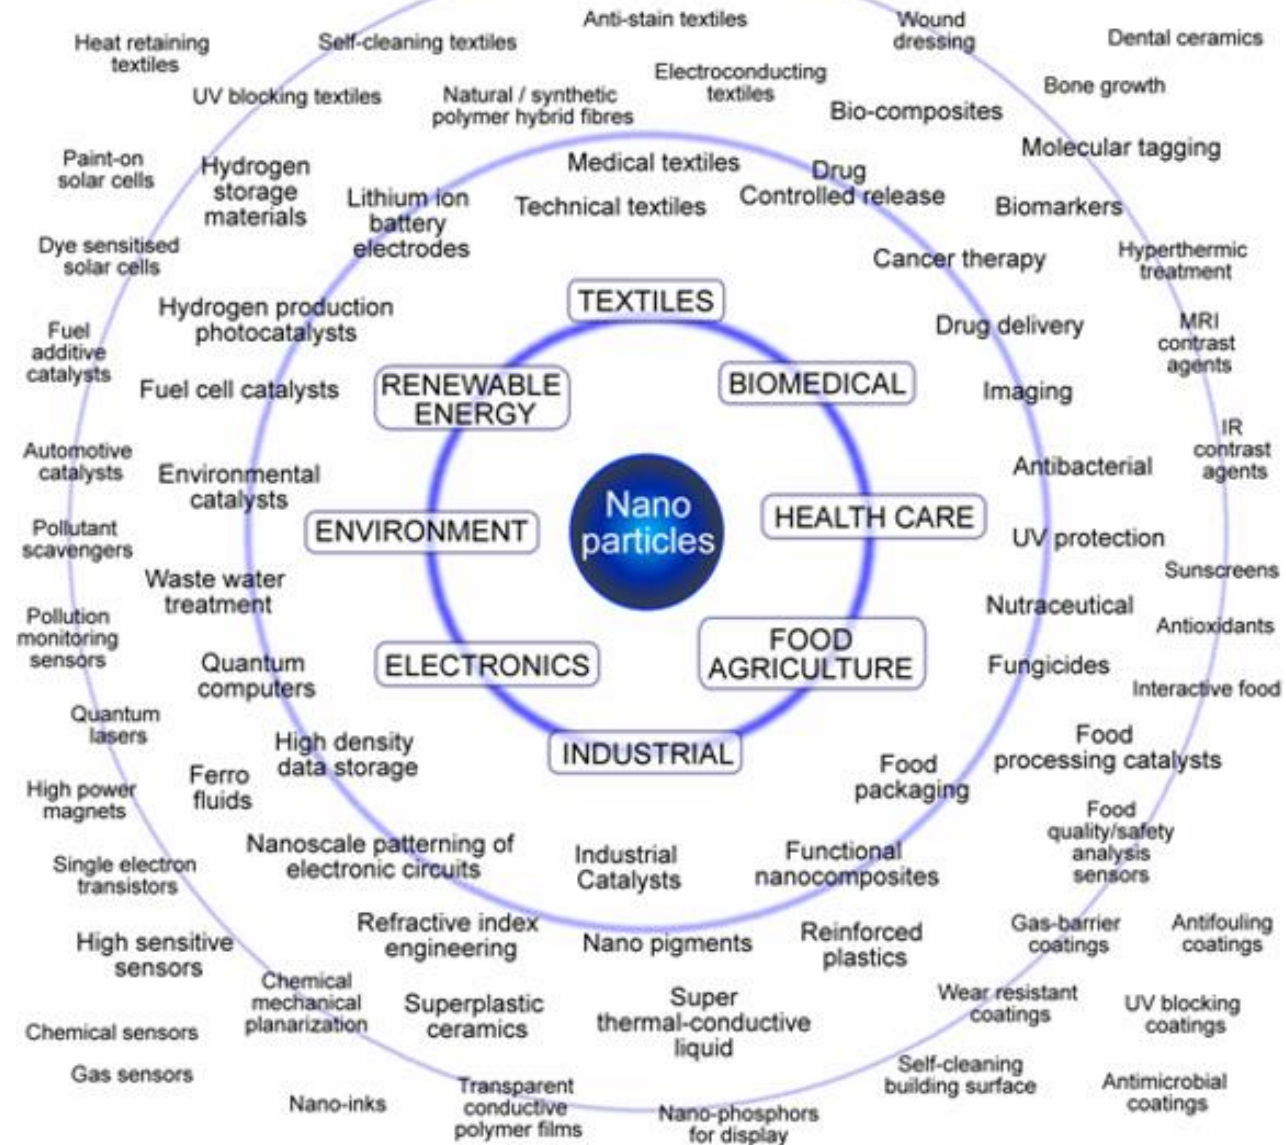 Anti-stain textiles
Wound
dressing
Dental ceramics
Heat retaining
textiles
Self-cleaning textiles
Electroconducting
textiles
Bone growth
UV blocking textiles
Natural / synthetic
polymer hybrid fibres
Bio-composites
Molecular tagging
Paint-on
solar cells
Hydrogen
storage
materials
Lithium ion
battery
electrodes
Medical textiles
Technical textiles
Drug
Controlled release
Biomarkers
Dye sensitised
solar cells
Cancer therapy
Hyperthermic
treatment
Hydrogen production
photocatalysts
TEXTILES
Drug delivery
MRI
contrast
agents
Fuel
additive
catalysts
Fuel cell catalysts
RENEWABLE
ENERGY
BIOMEDICAL
Imaging
IR
contrast
agents
Automotive
catalysts
Environmental
catalysts
Antibacterial
Nano
particles
ENVIRONMENT
HEALTH CARE
Pollutant
scavengers
UV protection
Sunscreens
Waste water
treatment
Nutraceutical
Antioxidants
Pollution
monitoring
sensors
Quantum
computers
ELECTRONICS
FOOD
AGRICULTURE
Fungicides
Interactive food
Quantum
lasers
High density
data storage
INDUSTRIAL
Food
packaging
Food
processing catalysts
High power
magnets
Ferro
fluids
Food
quality/safety
analysis
sensors
Nanoscale patterning of
electronic circuits
Industrial
Catalysts
Functional
nanocomposites
Single electron
transistors
Refractive index
engineering
Nano pigments
Reinforced
plastics
Gas-barrier
coatings
Antifouling
coatings
High sensitive
sensors
Chemical
mechanical
planarization
Superplastic
ceramics
Super
thermal-conductive
liquid
Wear resistant
coatings
UV blocking
coatings
Chemical sensors
Gas sensors
Nano-inks
Transparent
conductive
polymer films
Nano-phosphors
for display
Self-cleaning
building surface
Antimicrobial
coatings